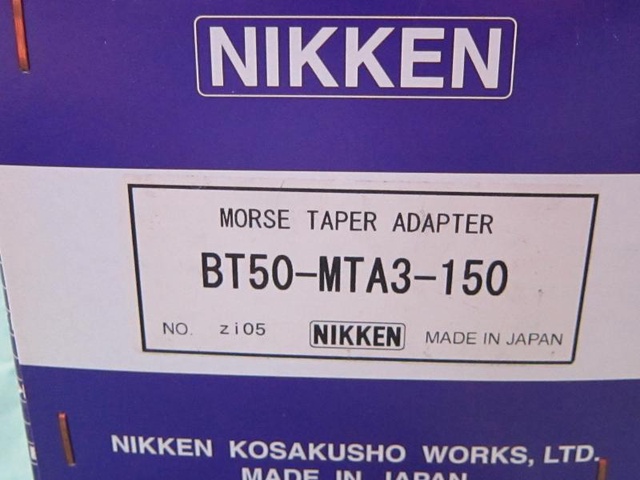 NIKKEN
MORSE TAPER ADAPTER
BT50-MTA3-150
NO. zi05 NIKKEN MADE IN JAPAN
NIKKEN KOSAKUSHO WORKS, LTD.
MADE IN JAPAN